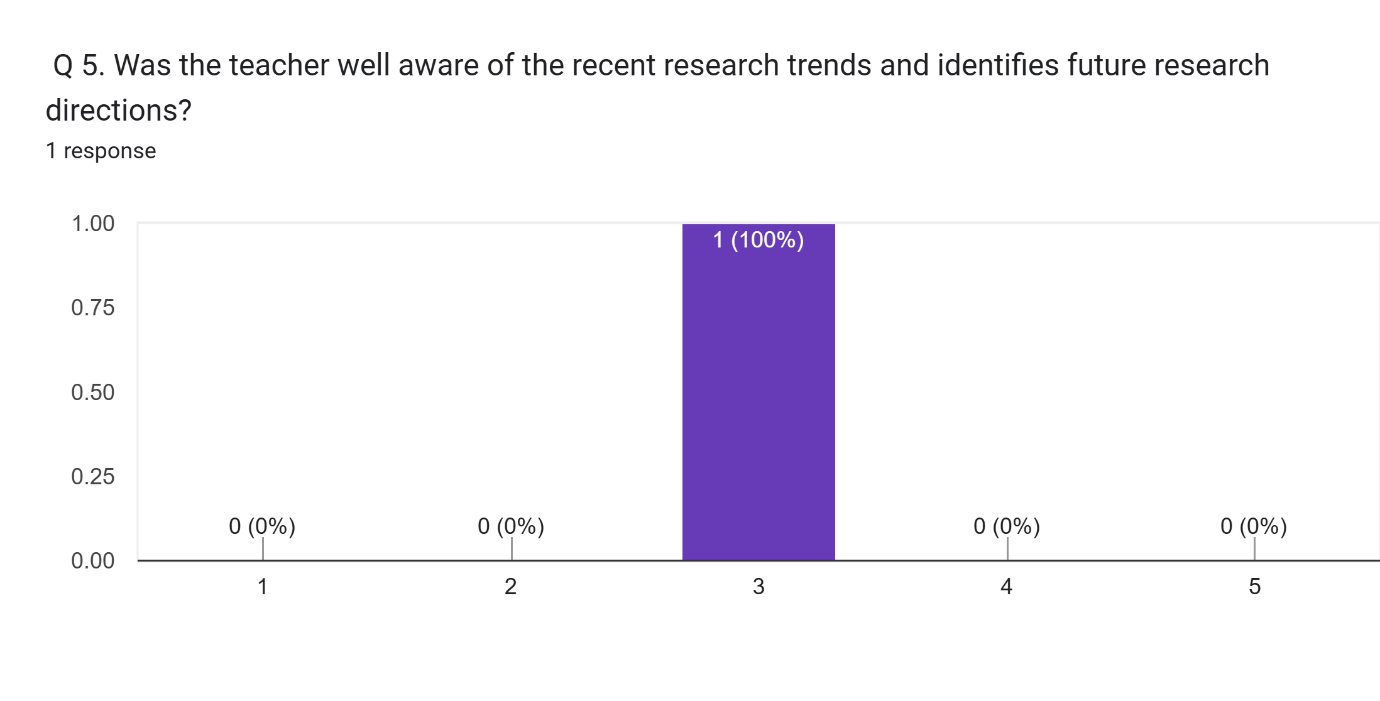 Q 5. Was the teacher well aware of the recent research trends and identifies future research
directions?
1 response
1.00
1 (100%)
0.75
0.50
0.25
0 (0%) 0 (0%) 0 (0%) 0 (0%)
0.00
1 2 3 4 5